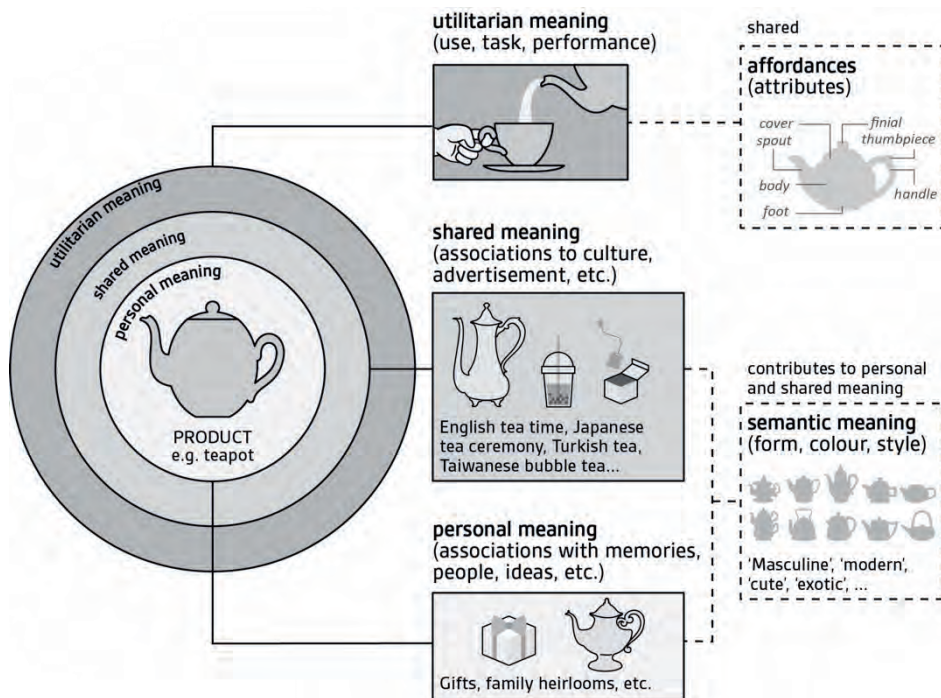 utilitarian meaning
(use, task, performance)
shared
affordances
(attributes)
cover
finial
spout
thumbpiece
body
handle
foot
utilitarian meaning
shared meaning
personal meaning
PRODUCT
e.g. teapot
shared meaning
(associations to culture,
advertisement, etc.)
English tea time, Japanese
tea ceremony, Turkish tea,
Taiwanese bubble tea...
contributes to personal
and shared meaning
semantic meaning
(form, colour, style)
'Masculine', 'modern',
'cute', 'exotic', ...
personal meaning
(associations with memories,
people, ideas, etc.)
Gifts, family heirlooms, etc.